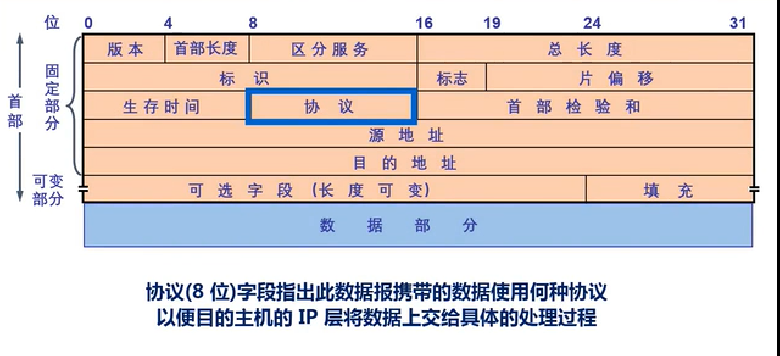 位 0 4 8 16 19 24 31
版本 首部长度 区分服务 总长度
标识 标志 片偏移
生存时间 协议 首部检验和
源地址
目的地址
可选字段(长度可变) 填充
数据部分
首部
固定部分
可变
部分
协议(8 位)字段指出此数据报携带的数据使用何种协议
以便目的主机的 IP 层将数据上交给具体的处理过程